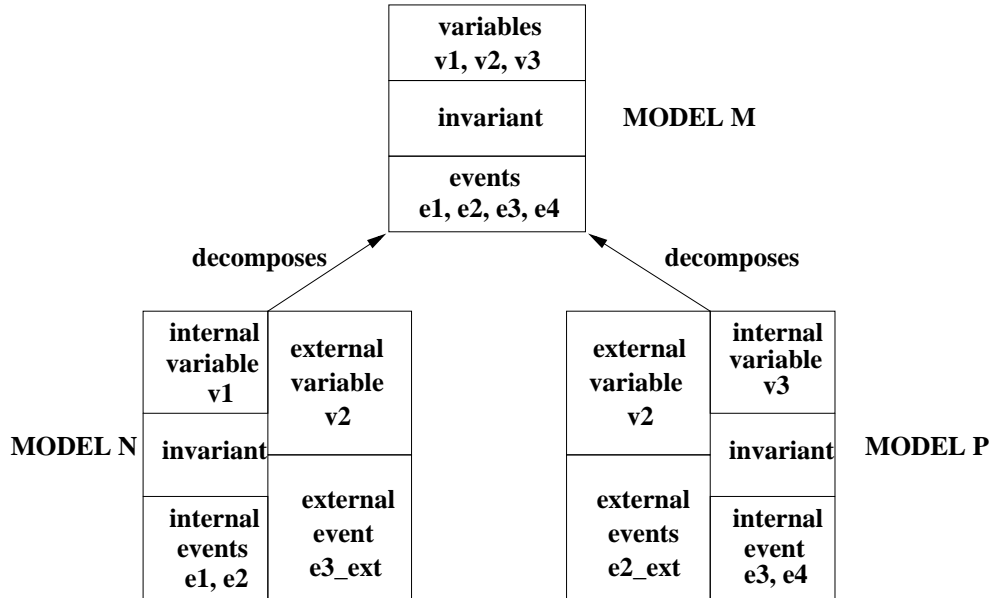 variables
v1, v2, v3
invariant
MODEL M
events
e1, e2, e3, e4
decomposes
decomposes
internal
variable
v1
external
variable
v2
MODEL N
invariant
internal
events
e1, e2
external
event
e3_ext
external
variable
v2
internal
variable
v3
invariant
MODEL P
external
events
e2_ext
internal
event
e3, e4